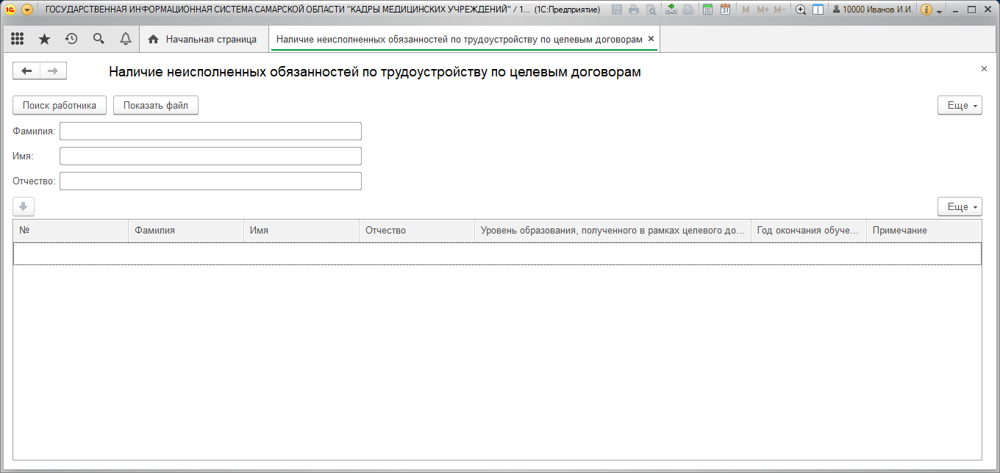 ГОСУДАРСТВЕННАЯ ИНФОРМАЦИОННАЯ СИСТЕМА САМАРСКОЙ ОБЛАСТИ "КАДРЫ МЕДИЦИНСКИХ УЧРЕЖДЕНИЙ" / 1... (1С:Предприятие) 31 M M+ M- 10000 Иванов И.И.
Начальная страница Наличие неисполненных обязанностей по трудоустройству по целевым договорам
Наличие неисполненных обязанностей по трудоустройству по целевым договорам
Поиск работника Показать файл Еще
Фамилия:
Имя:
Отчество:
Еще
№ Фамилия Имя Отчество Уровень образования, полученного в рамках целевого до... Год окончания обуче... Примечание